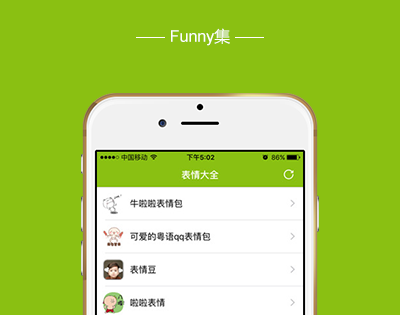 Funny集
中国移动 下午5:02 86%
表情大全
牛啦啦表情包
可爱的粤语qq表情包
表情豆
啦啦表情